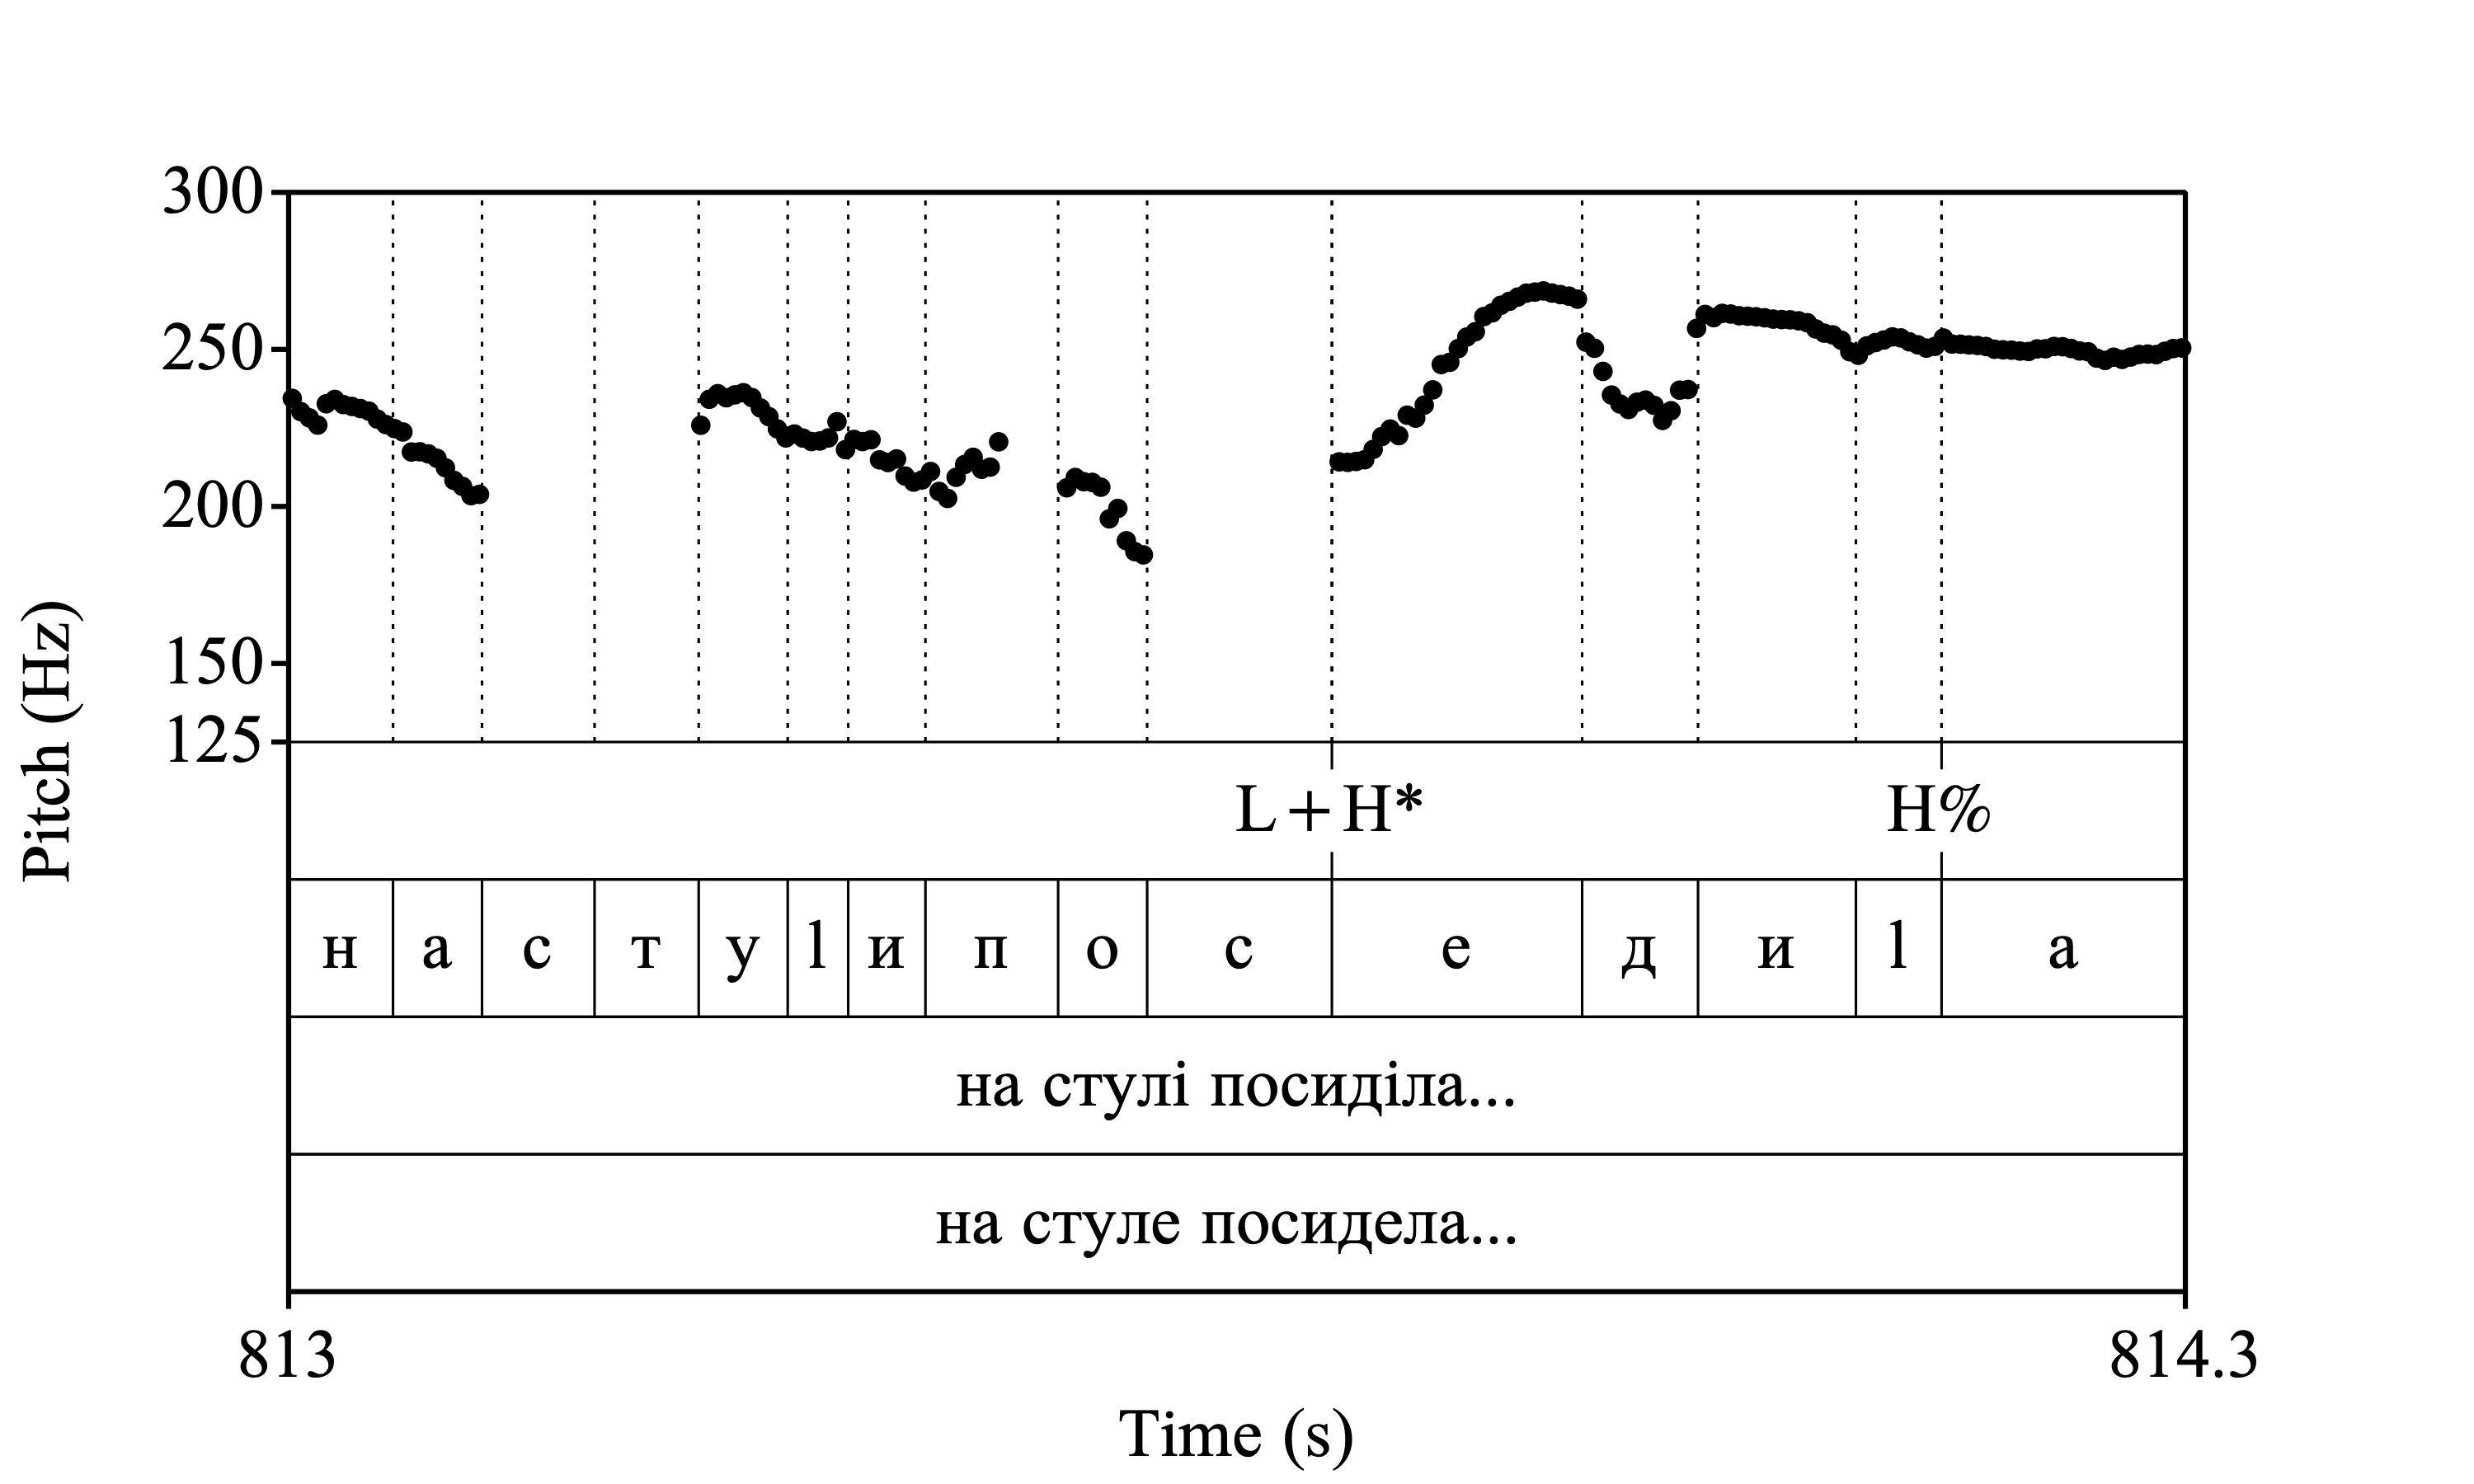 300
250
200
150
125
Pitch (Hz)
L + H* H%
н а с т у l и п о с е д и l а
на стулі посиділа...
на стуле посидела...
813 814.3
Time (s)